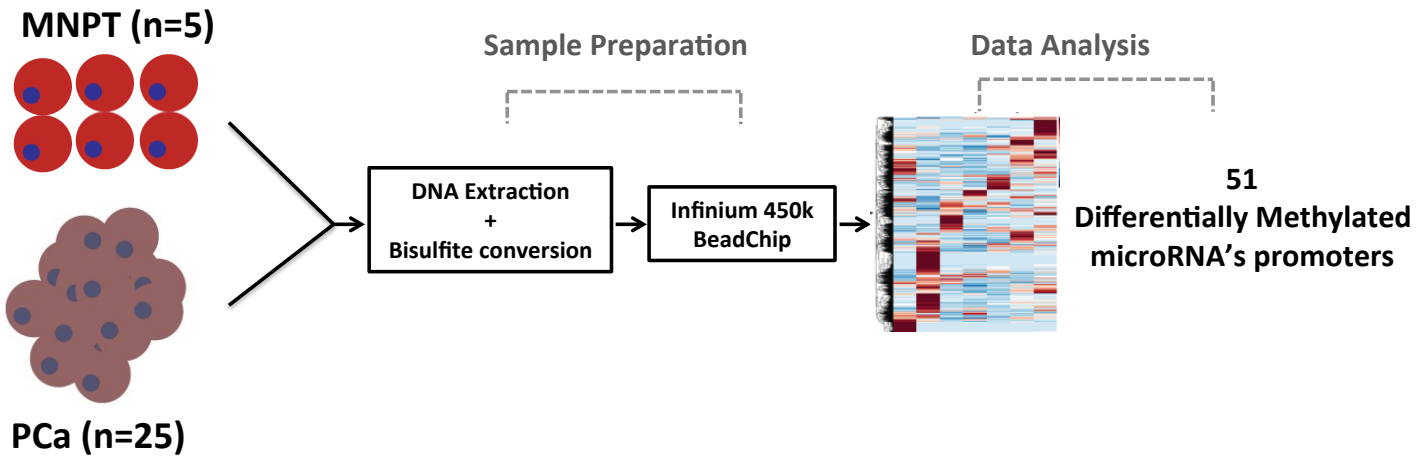 MNPT (n=5)
Sample Preparation
Data Analysis
DNA Extraction
+
Bisulfite conversion
Infinium 450k
BeadChip
51
Differentially Methylated
microRNA's promoters
PCa (n=25)